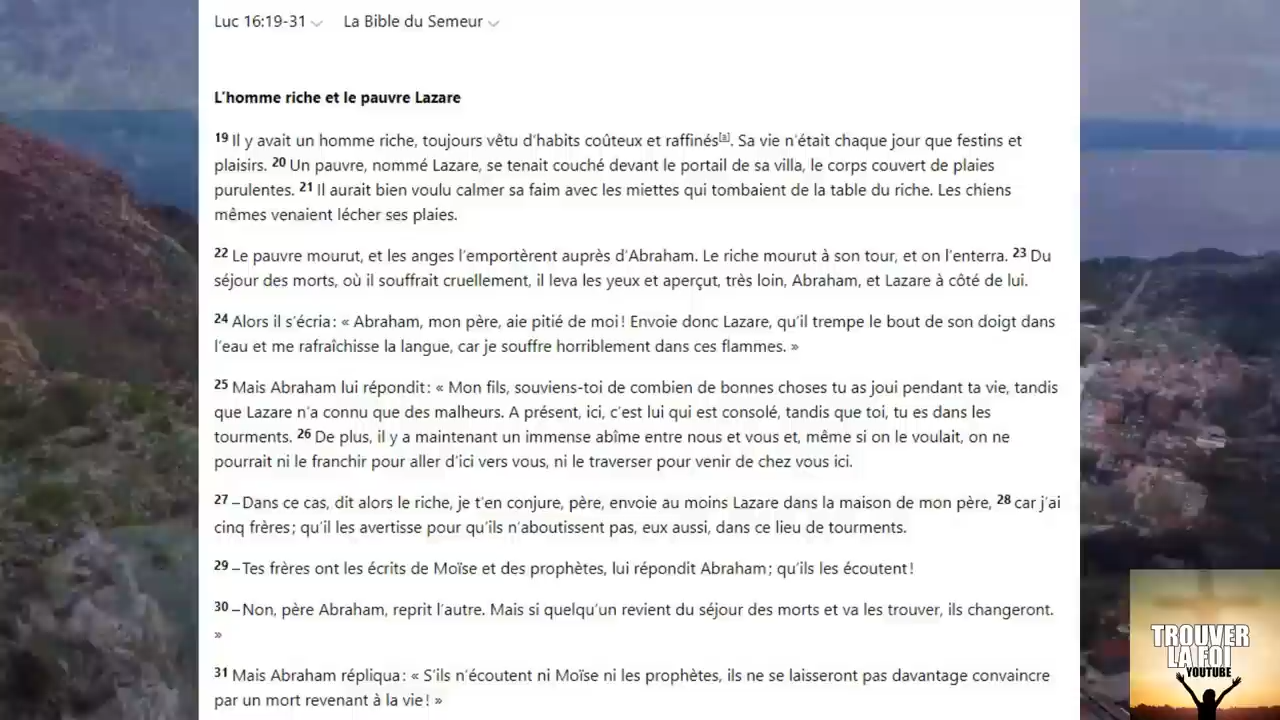 Luc 16:19-31 La Bible du Semeur
L'homme riche et le pauvre Lazare
19 Il y avait un homme riche, toujours vêtu d'habits coûteux et raffinés[a]. Sa vie n'était chaque jour que festins et
plaisirs. 20 Un pauvre, nommé Lazare, se tenait couché devant le portail de sa villa, le corps couvert de plaies
purulentes. 21 Il aurait bien voulu calmer sa faim avec les miettes qui tombaient de la table du riche. Les chiens
mêmes venaient lécher ses plaies.
22 Le pauvre mourut, et les anges l'emportèrent auprès d'Abraham. Le riche mourut à son tour, et on l'enterra. 23 Du
séjour des morts, où il souffrait cruellement, il leva les yeux et aperçut, très loin, Abraham, et Lazare à côté de lui.
24 Alors il s'écria : « Abraham, mon père, aie pitié de moi ! Envoie donc Lazare, qu'il trempe le bout de son doigt dans
l'eau et me rafraîchisse la langue, car je souffre horriblement dans ces flammes. »
25 Mais Abraham lui répondit : « Mon fils, souviens-toi de combien de bonnes choses tu as joui pendant ta vie, tandis
que Lazare n'a connu que des malheurs. A présent, ici, c'est lui qui est consolé, tandis que toi, tu es dans les
tourments. 26 De plus, il y a maintenant un immense abîme entre nous et vous et, même si on le voulait, on ne
pourrait ni le franchir pour aller d'ici vers vous, ni le traverser pour venir de chez vous ici.
27 – Dans ce cas, dit alors le riche, je t'en conjure, père, envoie au moins Lazare dans la maison de mon père, 28 car j'ai
cinq frères ; qu'il les avertisse pour qu'ils n'aboutissent pas, eux aussi, dans ce lieu de tourments.
29 – Tes frères ont les écrits de Moïse et des prophètes, lui répondit Abraham ; qu'ils les écoutent !
30 – Non, père Abraham, reprit l'autre. Mais si quelqu'un revient du séjour des morts et va les trouver, ils changeront.
»
31 Mais Abraham répliqua : « S'ils n'écoutent ni Moïse ni les prophètes, ils ne se laisseront pas davantage convaincre
par un mort revenant à la vie ! »
TROUVER
LA FOI
YOUTUBE